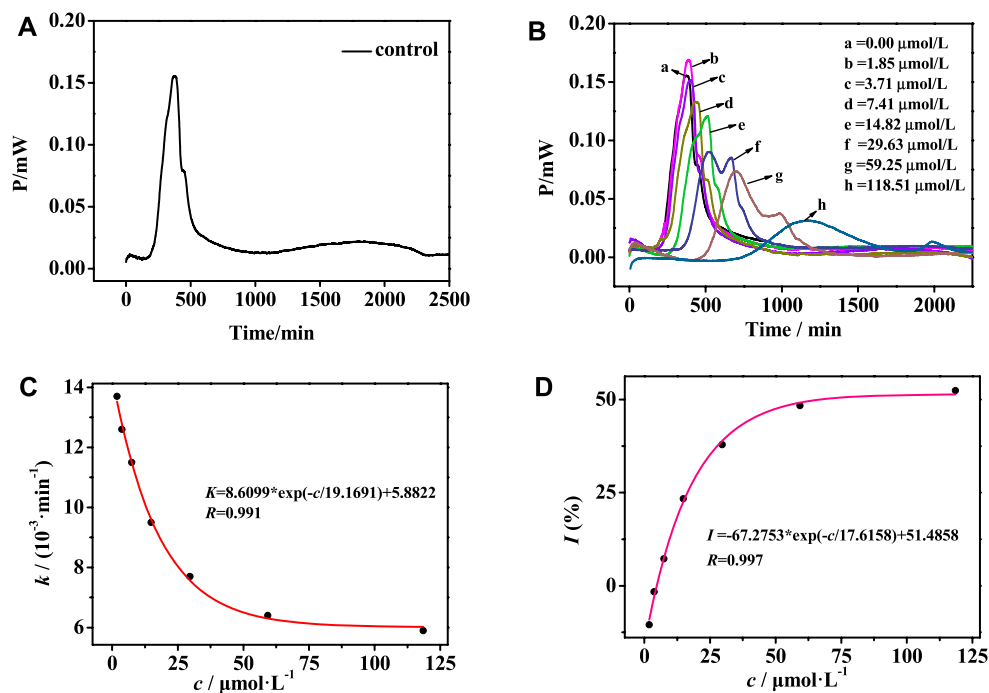 A
control
0.20
0.15
0.10
0.05
0.00
P/mW
0 500 1000 1500 2000 2500
Time/min
B
a =0.00 μmol/L
b =1.85 μmol/L
c =3.71 μmol/L
d =7.41 μmol/L
e =14.82 μmol/L
f =29.63 μmol/L
g =59.25 μmol/L
h =118.51 μmol/L
a
b
c
d
e
f
g
h
0.20
0.15
0.10
0.05
0.00
P/mW
0 500 1000 1500 2000
Time / min
C
14
12
10
8
6
k / (10⁻³·min⁻¹)
K=8.6099*exp(-c/19.1691)+5.8822
R=0.991
0 25 50 75 100 125
c / μmol·L⁻¹
D
50
25
0
I (%)
I =-67.2753*exp(-c/17.6158)+51.4858
R=0.997
0 25 50 75 100 125
c / μmol·L⁻¹